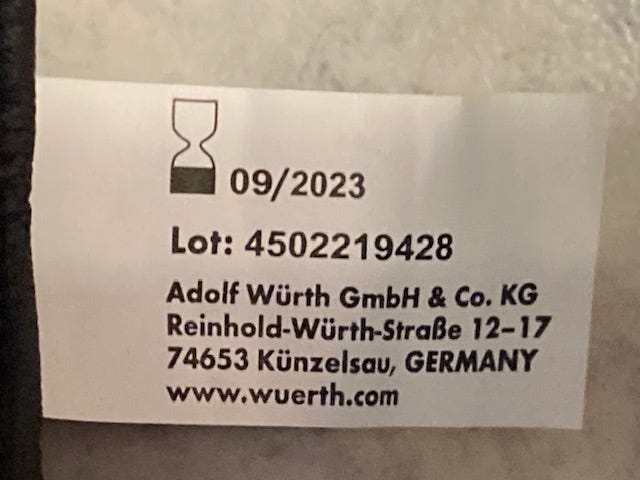 09/2023
Lot: 4502219428
Adolf Würth GmbH & Co. KG
Reinhold-Würth-Straße 12–17
74653 Künzelsau, GERMANY
www.wuerth.com